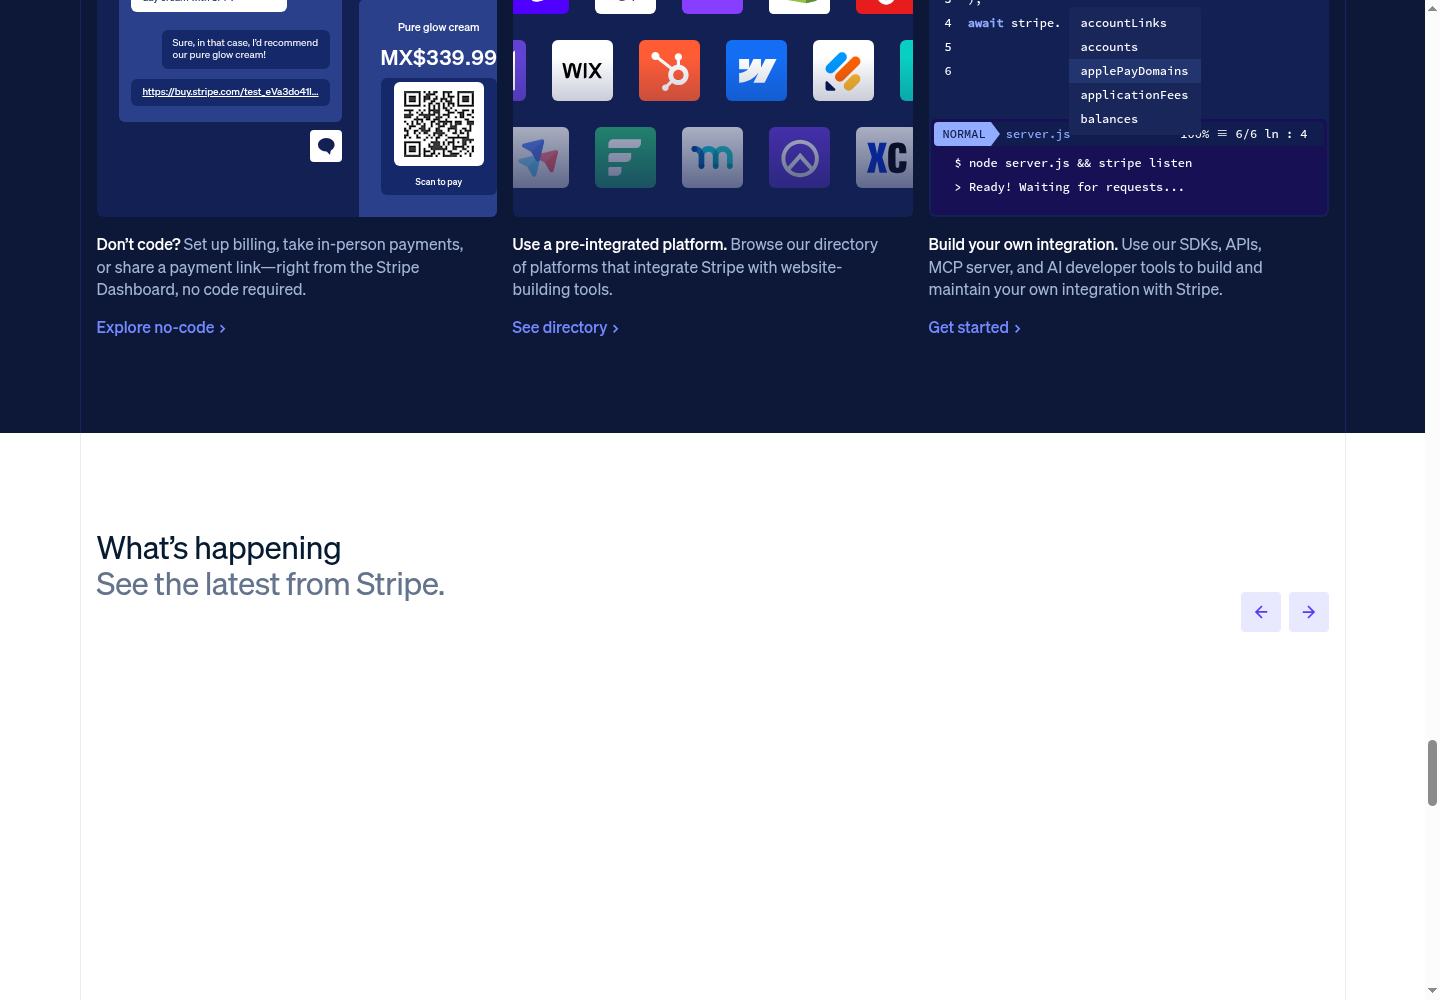 Sure, in that case, I'd recommend
our pure glow cream!
https://buy.stripe.com/test_eVa3do41l...
Pure glow cream
MX$339.99
Scan to pay
WIX
m
XC
4 await stripe.
5
6
accountLinks
accounts
applePayDomains
applicationFees
balances
NORMAL server.js 100% ☰ 6/6 ln : 4
$ node server.js && stripe listen
> Ready! Waiting for requests...
Don’t code? Set up billing, take in-person payments,
or share a payment link—right from the Stripe
Dashboard, no code required.
Explore no-code ›
Use a pre-integrated platform. Browse our directory
of platforms that integrate Stripe with website-
building tools.
See directory ›
Build your own integration. Use our SDKs, APIs,
MCP server, and AI developer tools to build and
maintain your own integration with Stripe.
Get started ›
What’s happening
See the latest from Stripe.